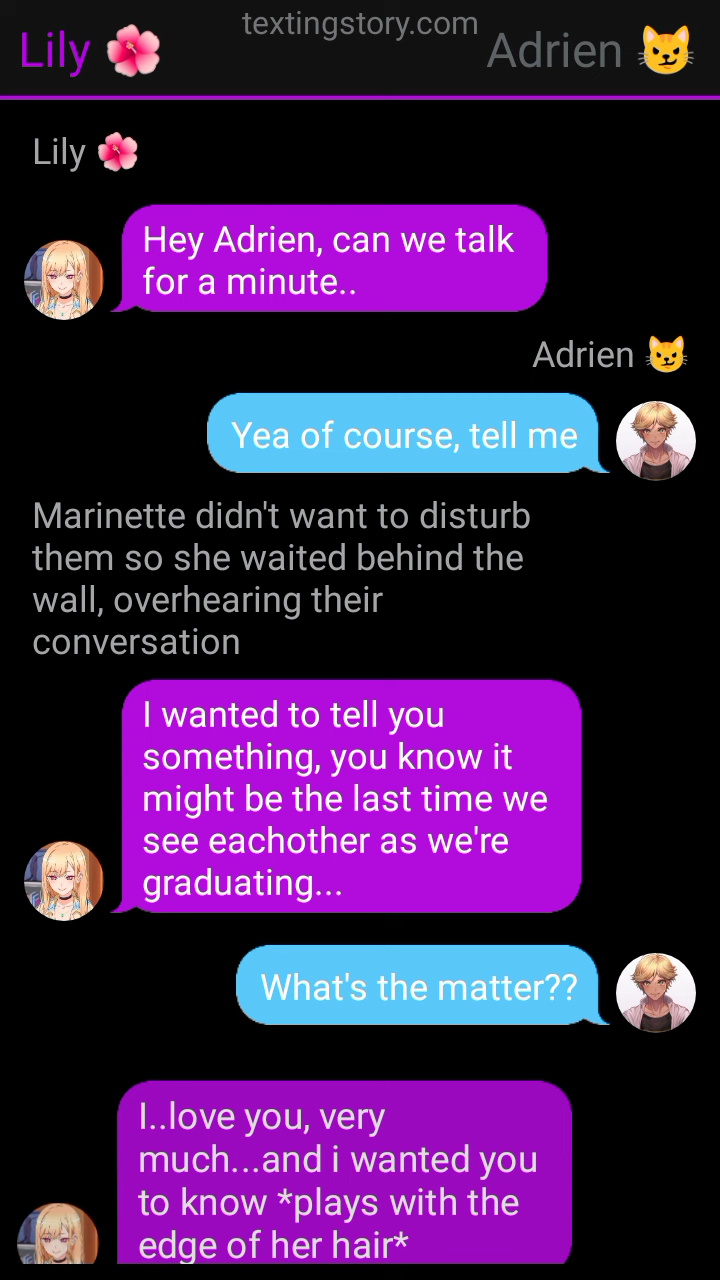 textingstory.com
Lily 🌺 Adrien 😼
Lily 🌺
Hey Adrien, can we talk
for a minute..
Adrien 😼
Yea of course, tell me
Marinette didn't want to disturb
them so she waited behind the
wall, overhearing their
conversation
I wanted to tell you
something, you know it
might be the last time we
see eachother as we're
graduating...
What's the matter??
I..love you, very
much...and i wanted you
to know *plays with the
edge of her hair*